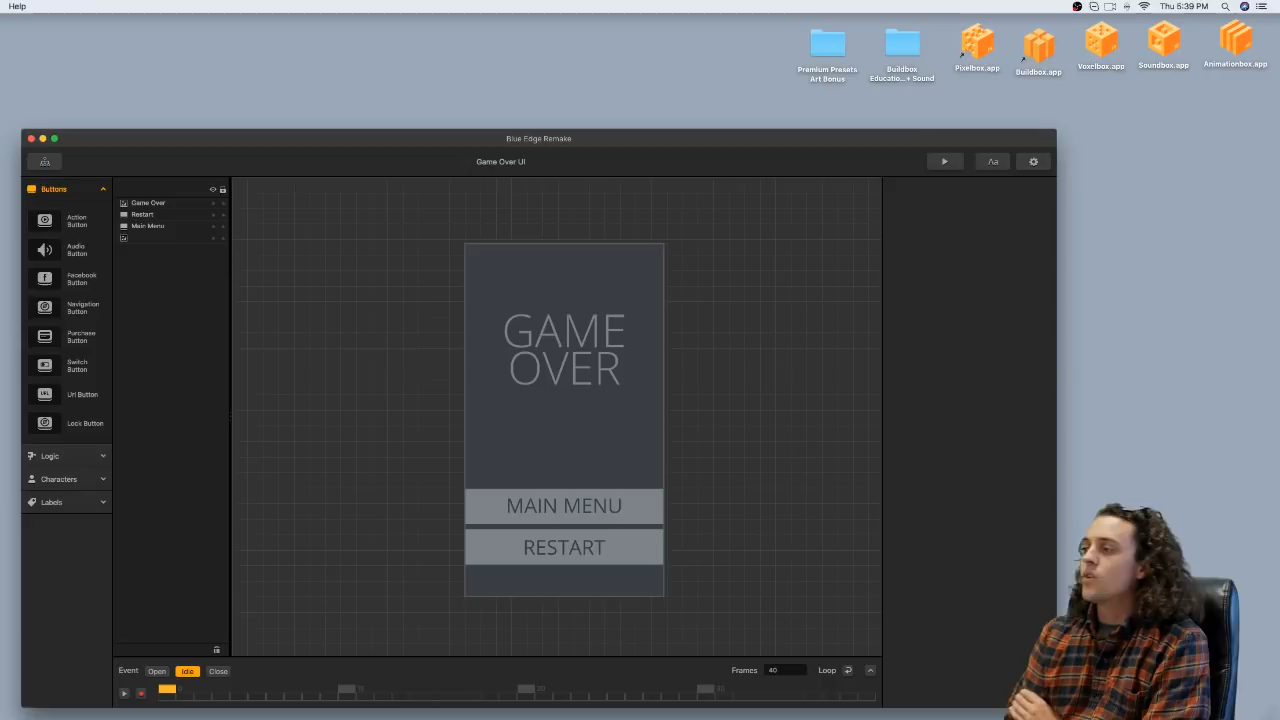 Help
Thu 5:39 PM
Premium Presets
Art Bonus
Buildbox
Educatio...+ Sound
Pixelbox.app
Buildbox.app
Voxelbox.app
Soundbox.app
Animationbox.app
Blue Edge Remake
Game Over UI
Aa
Buttons
Action
Button
Audio
Button
Facebook
Button
Navigation
Button
Purchase
Button
Switch
Button
URL
Url Button
Lock Button
Logic
Characters
Labels
Game Over
Restart
Main Menu
GAME
OVER
MAIN MENU
RESTART
Event
Open
Idle
Close
Frames
40
Loop